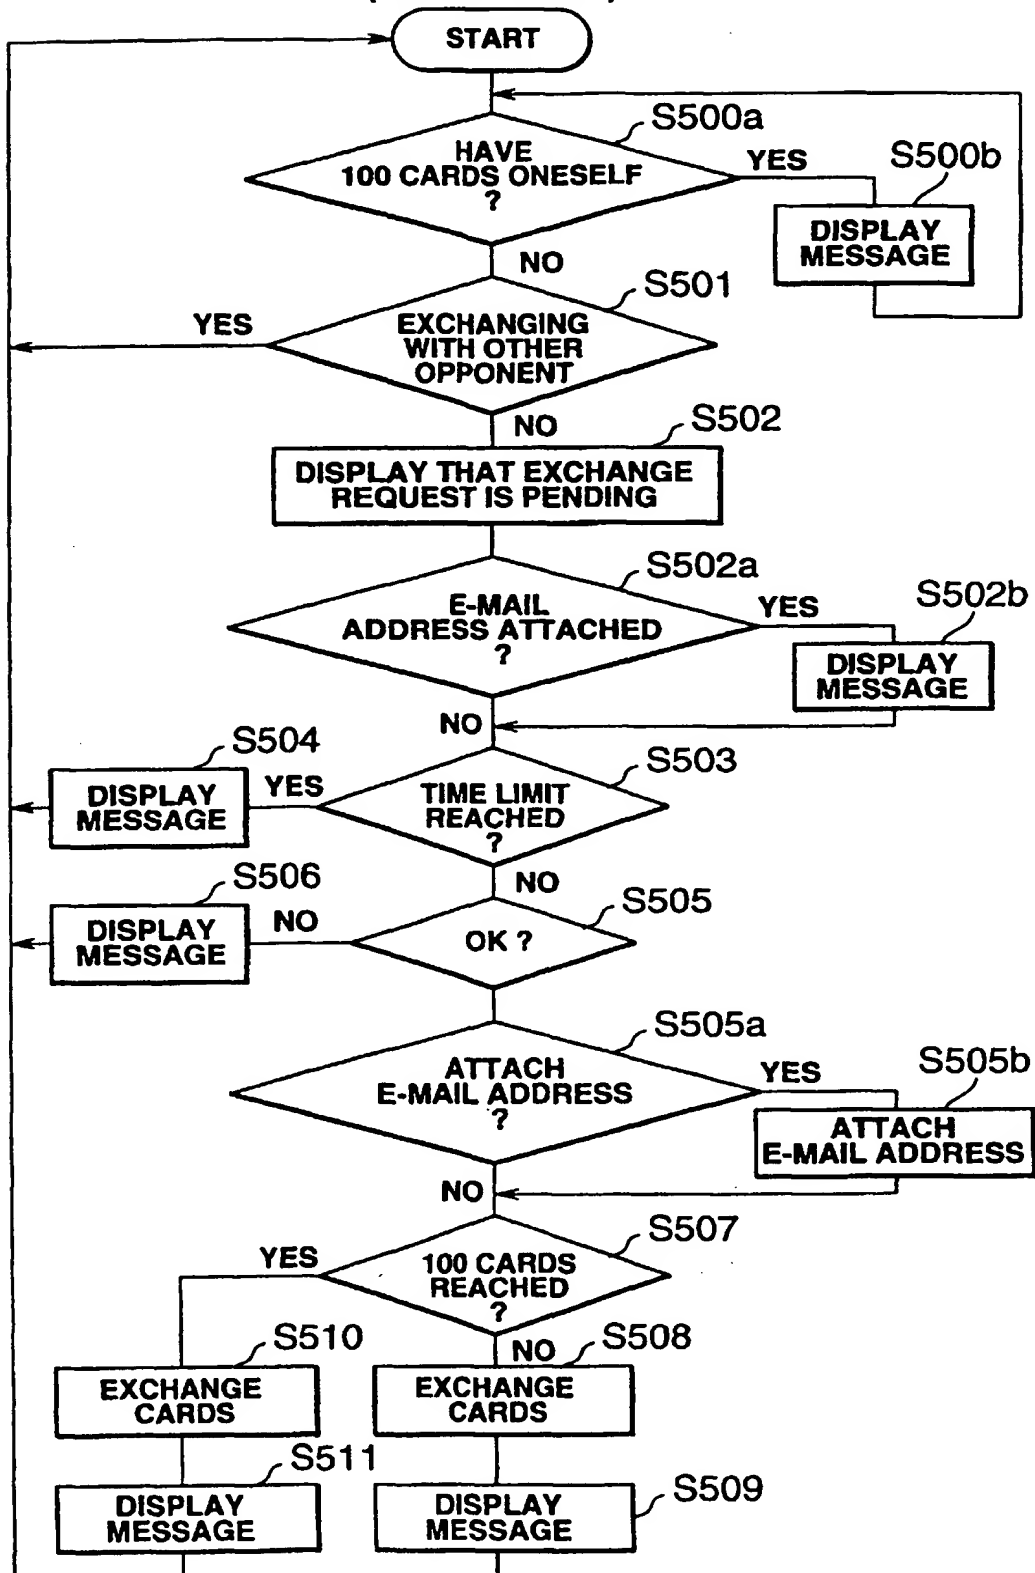 START
S500a
HAVE
100 CARDS ONESELF
?
YES
S500b
DISPLAY
MESSAGE
NO
S501
YES
EXCHANGING
WITH OTHER
OPPONENT
NO
S502
DISPLAY THAT EXCHANGE
REQUEST IS PENDING
S502a
E-MAIL
ADDRESS ATTACHED
?
YES
S502b
DISPLAY
MESSAGE
NO
S504
DISPLAY
MESSAGE
YES
S503
TIME LIMIT
REACHED
?
NO
S506
DISPLAY
MESSAGE
NO
S505
OK ?
S505a
ATTACH
E-MAIL ADDRESS
?
YES
S505b
ATTACH
E-MAIL ADDRESS
NO
S507
YES
100 CARDS
REACHED
?
S510
NO
S508
EXCHANGE
CARDS
EXCHANGE
CARDS
S511
DISPLAY
MESSAGE
S509
DISPLAY
MESSAGE